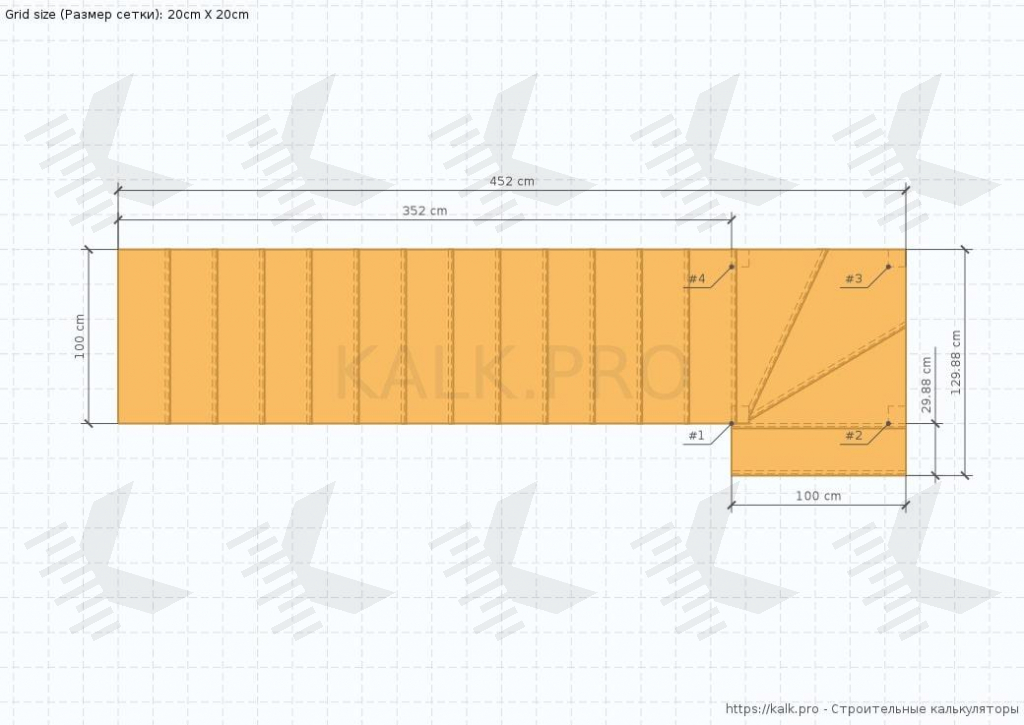 Grid size (Размер сетки): 20cm X 20cm
452 cm
352 cm
#4
#3
100 cm
KALK.PRO
29.88 cm
129.88 cm
#1
#2
100 cm
https://kalk.pro - Строительные калькуляторы